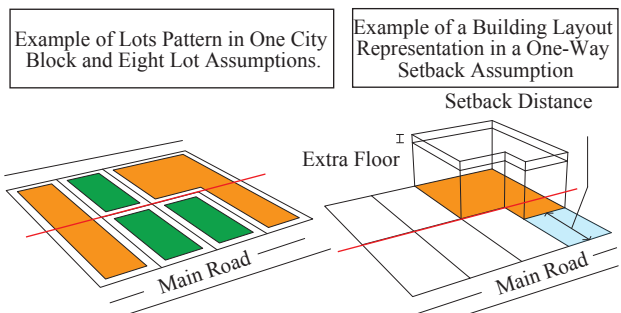 Example of Lots Pattern in One City
Block and Eight Lot Assumptions.
Example of a Building Layout
Representation in a One-Way
Setback Assumption
Setback Distance
Extra Floor
Main Road
Main Road